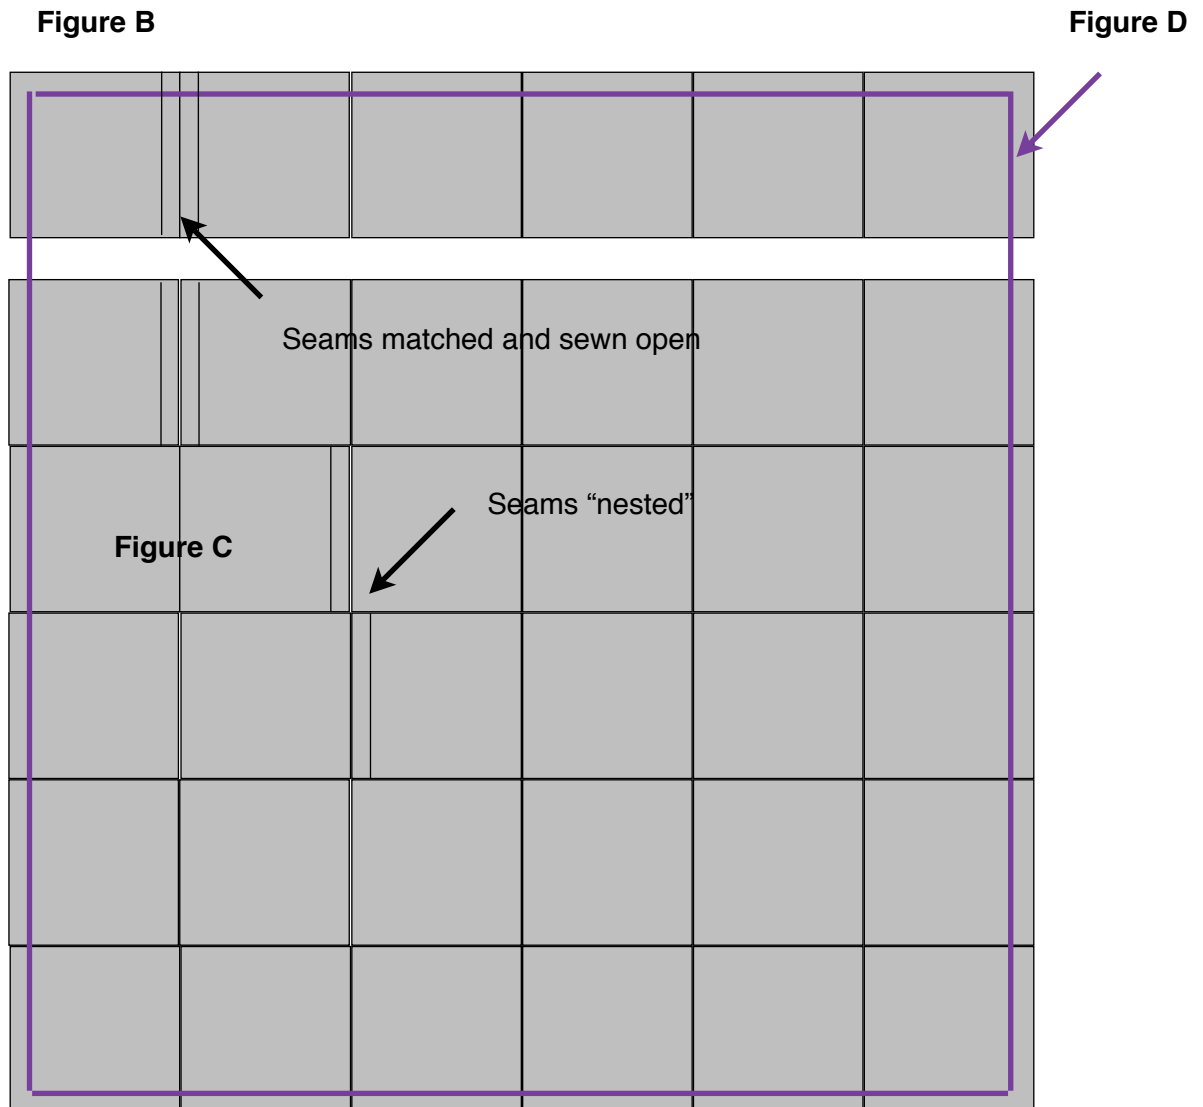 Figure B
Figure D
Seams matched and sewn open
Seams “nested”
Figure C